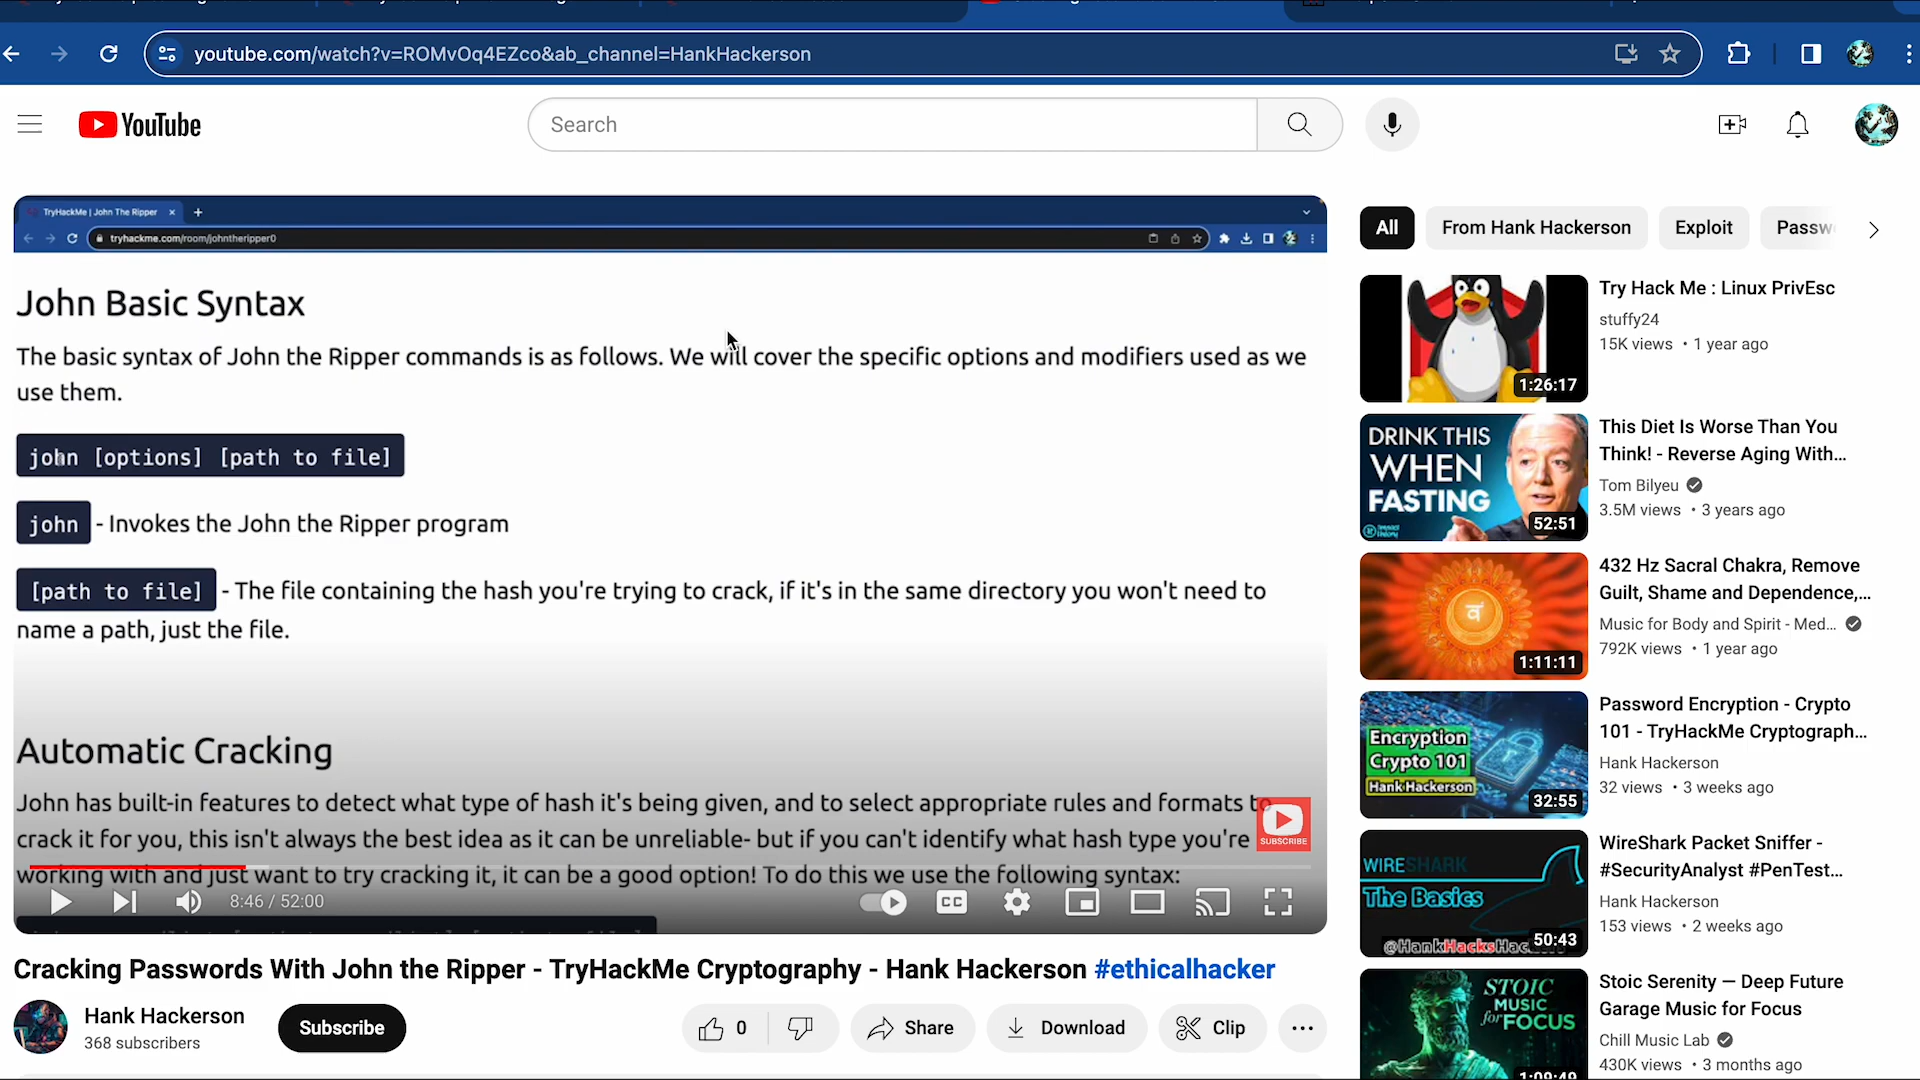 youtube.com/watch?v=ROMvOq4EZco&ab_channel=HankHackerson
YouTube
Search
TryHackMe | John The Ripper
tryhackme.com/room/johntheripper0
John Basic Syntax
The basic syntax of John the Ripper commands is as follows. We will cover the specific options and modifiers used as we
use them.
john [options] [path to file]
john - Invokes the John the Ripper program
[path to file] - The file containing the hash you're trying to crack, if it's in the same directory you won't need to
name a path, just the file.
Automatic Cracking
John has built-in features to detect what type of hash it's being given, and to select appropriate rules and formats to
crack it for you, this isn't always the best idea as it can be unreliable- but if you can't identify what hash type you're
working with and just want to try cracking it, it can be a good option! To do this we use the following syntax:
SUBSCRIBE
8:46 / 52:00
CC
Cracking Passwords With John the Ripper - TryHackMe Cryptography - Hank Hackerson #ethicalhacker
Hank Hackerson
368 subscribers
Subscribe
0
Share
Download
Clip
All
From Hank Hackerson
Exploit
Passw
Try Hack Me : Linux PrivEsc
stuffy24
15K views • 1 year ago
1:26:17
DRINK THIS
WHEN
FASTING
52:51
This Diet Is Worse Than You
Think! - Reverse Aging With...
Tom Bilyeu
3.5M views • 3 years ago
1:11:11
432 Hz Sacral Chakra, Remove
Guilt, Shame and Dependence,...
Music for Body and Spirit - Med...
792K views • 1 year ago
Encryption
Crypto 101
Hank Hackerson
32:55
Password Encryption - Crypto
101 - TryHackMe Cryptograph...
Hank Hackerson
32 views • 3 weeks ago
WIRESHARK
The Basics
50:43
WireShark Packet Sniffer -
#SecurityAnalyst #PenTest...
Hank Hackerson
153 views • 2 weeks ago
STOIC
MUSIC
for FOCUS
1:09:49
Stoic Serenity — Deep Future
Garage Music for Focus
Chill Music Lab
430K views • 3 months ago